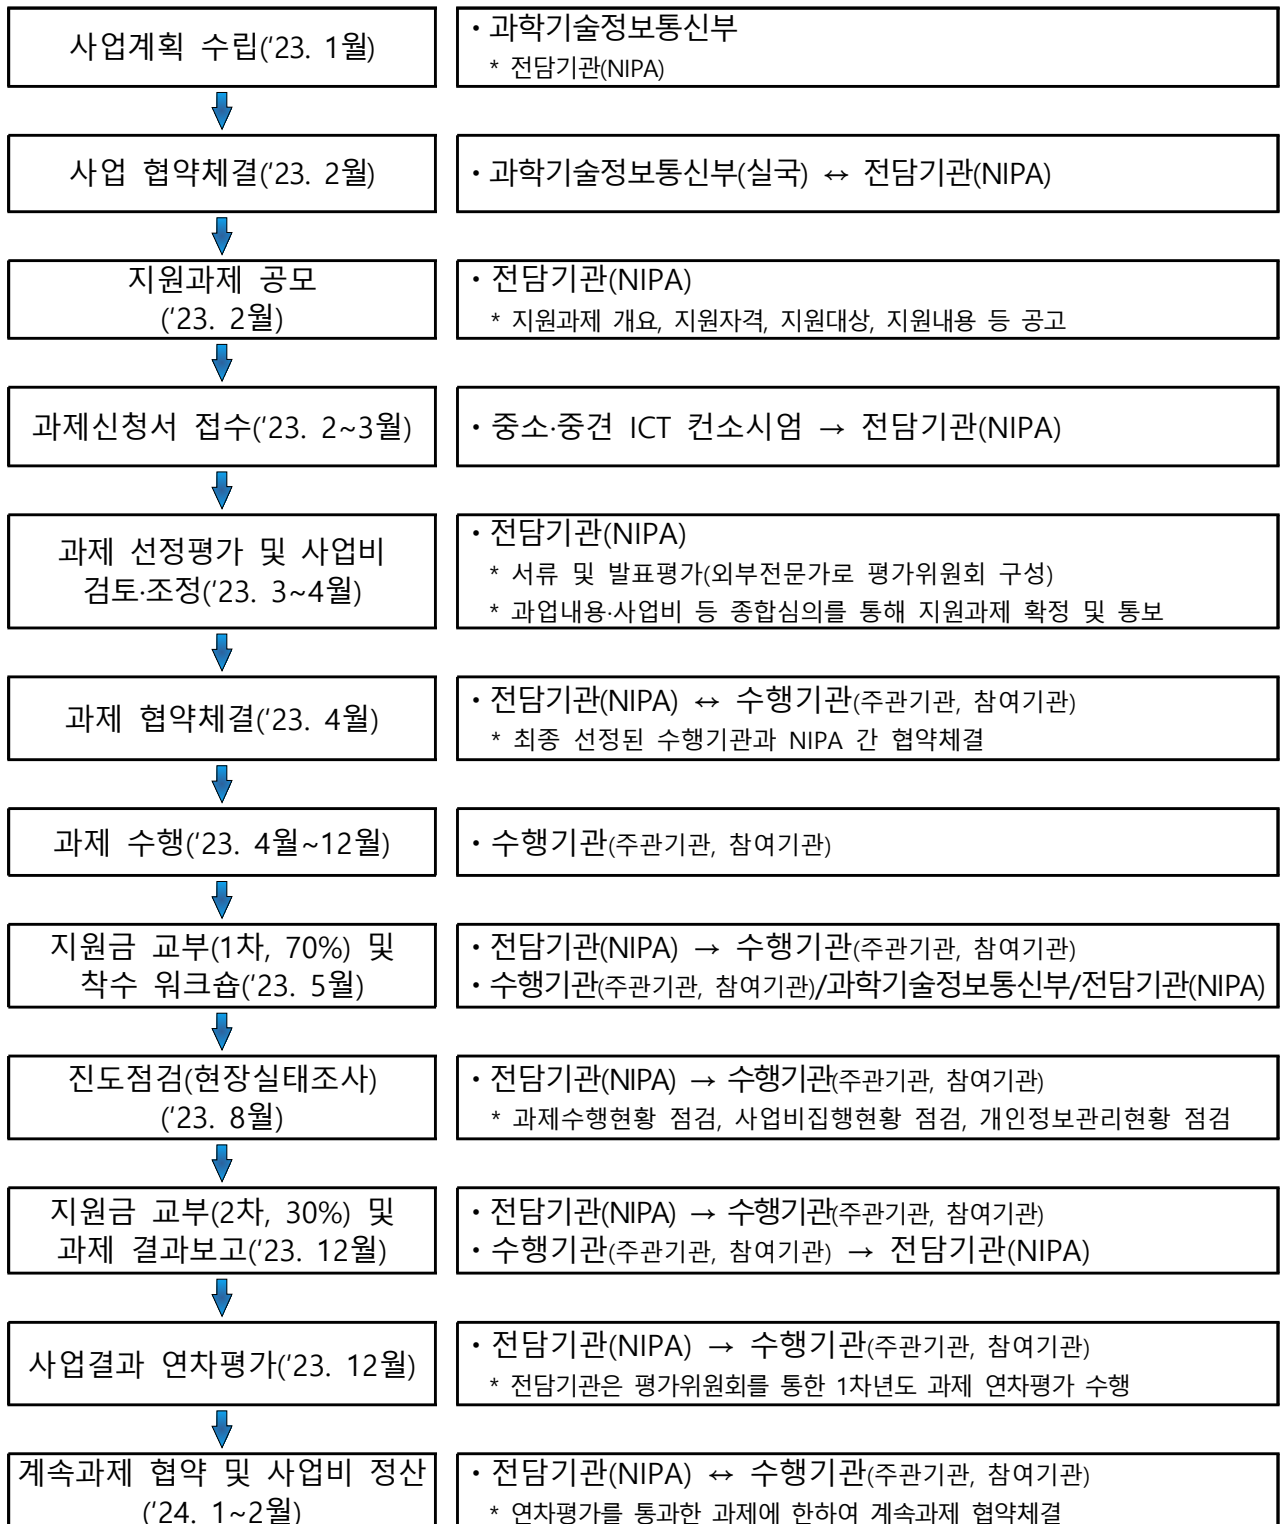 사업계획 수립(‘23. 1월)
・과학기술정보통신부
* 전담기관(NIPA)
사업 협약체결(‘23. 2월)
・과학기술정보통신부(실국) ↔ 전담기관(NIPA)
지원과제 공모
(‘23. 2월)
・전담기관(NIPA)
* 지원과제 개요, 지원자격, 지원대상, 지원내용 등 공고
과제신청서 접수(‘23. 2~3월)
・중소·중견 ICT 컨소시엄 → 전담기관(NIPA)
과제 선정평가 및 사업비
검토·조정(‘23. 3~4월)
・전담기관(NIPA)
* 서류 및 발표평가(외부전문가로 평가위원회 구성)
* 과업내용·사업비 등 종합심의를 통해 지원과제 확정 및 통보
과제 협약체결(‘23. 4월)
・전담기관(NIPA) ↔ 수행기관(주관기관, 참여기관)
* 최종 선정된 수행기관과 NIPA 간 협약체결
과제 수행(‘23. 4월~12월)
・수행기관(주관기관, 참여기관)
지원금 교부(1차, 70%) 및
착수 워크숍(‘23. 5월)
・전담기관(NIPA) → 수행기관(주관기관, 참여기관)
・수행기관(주관기관, 참여기관)/과학기술정보통신부/전담기관(NIPA)
진도점검(현장실태조사)
(‘23. 8월)
・전담기관(NIPA) → 수행기관(주관기관, 참여기관)
* 과제수행현황 점검, 사업비집행현황 점검, 개인정보관리현황 점검
지원금 교부(2차, 30%) 및
과제 결과보고(‘23. 12월)
・전담기관(NIPA) → 수행기관(주관기관, 참여기관)
・수행기관(주관기관, 참여기관) → 전담기관(NIPA)
사업결과 연차평가(‘23. 12월)
・전담기관(NIPA) → 수행기관(주관기관, 참여기관)
* 전담기관은 평가위원회를 통한 1차년도 과제 연차평가 수행
계속과제 협약 및 사업비 정산
(‘24. 1~2월)
・전담기관(NIPA) ↔ 수행기관(주관기관, 참여기관)
* 연차평가를 통과한 과제에 한하여 계속과제 협약체결